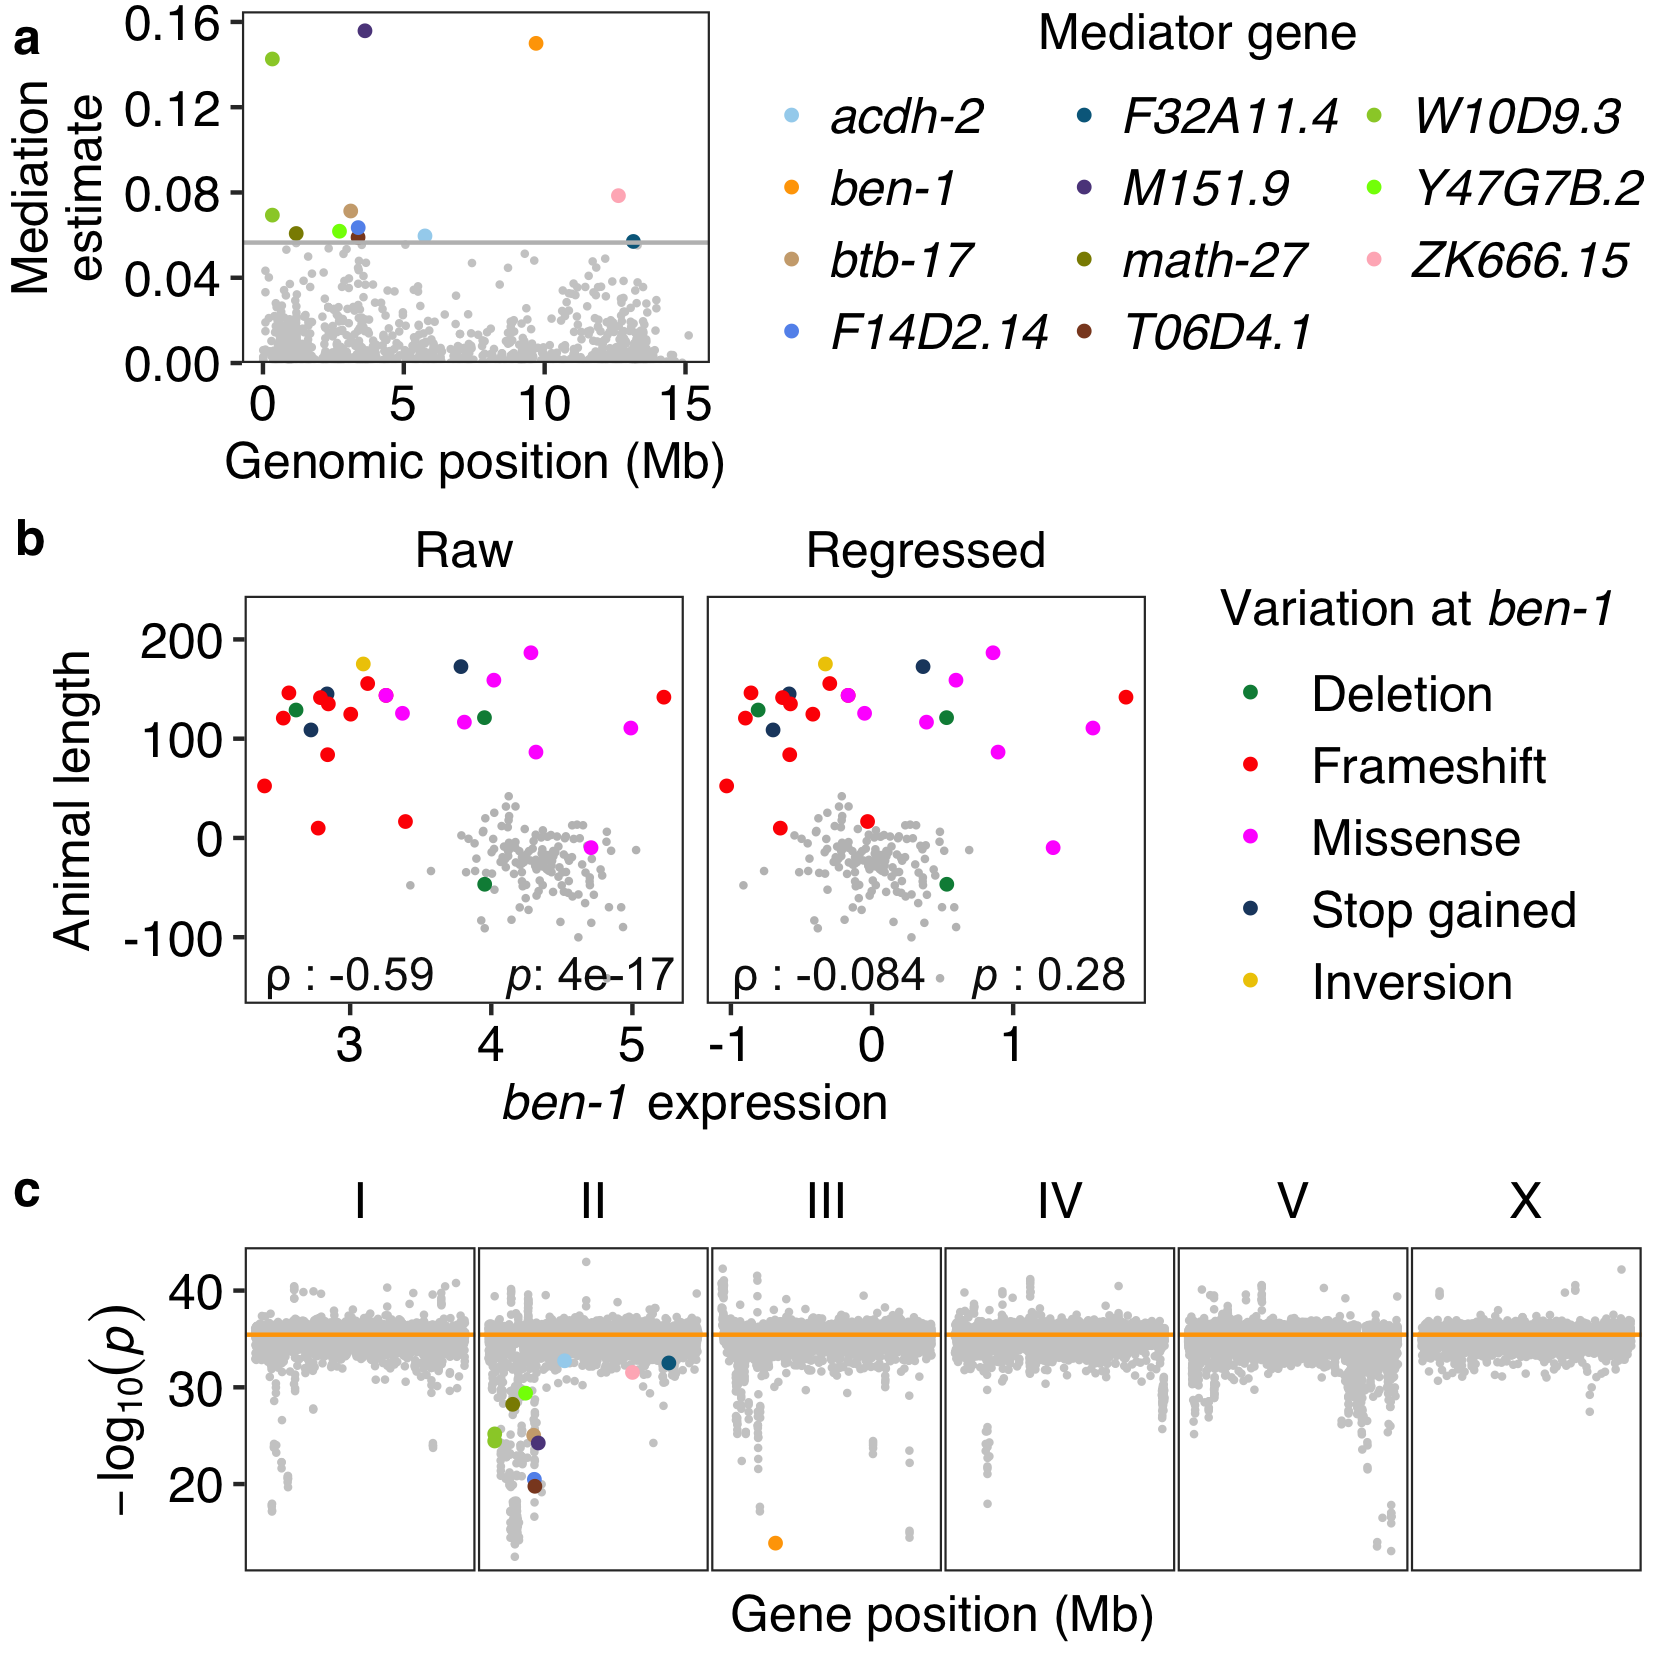 a
Mediation
estimate
0.16
0.12
0.08
0.04
0.00
0
5
10
15
Genomic position (Mb)
Mediator gene
acdh-2
F32A11.4
W10D9.3
ben-1
M151.9
Y47G7B.2
btb-17
math-27
ZK666.15
F14D2.14
T06D4.1
b
Raw
Regressed
Animal length
200
100
0
-100
ρ : -0.59
p: 4e-17
ρ : -0.084
p : 0.28
3
4
5
-1
0
1
ben-1 expression
Variation at ben-1
Deletion
Frameshift
Missense
Stop gained
Inversion
c
I
II
III
IV
V
X
−log10(p)
40
30
20
Gene position (Mb)